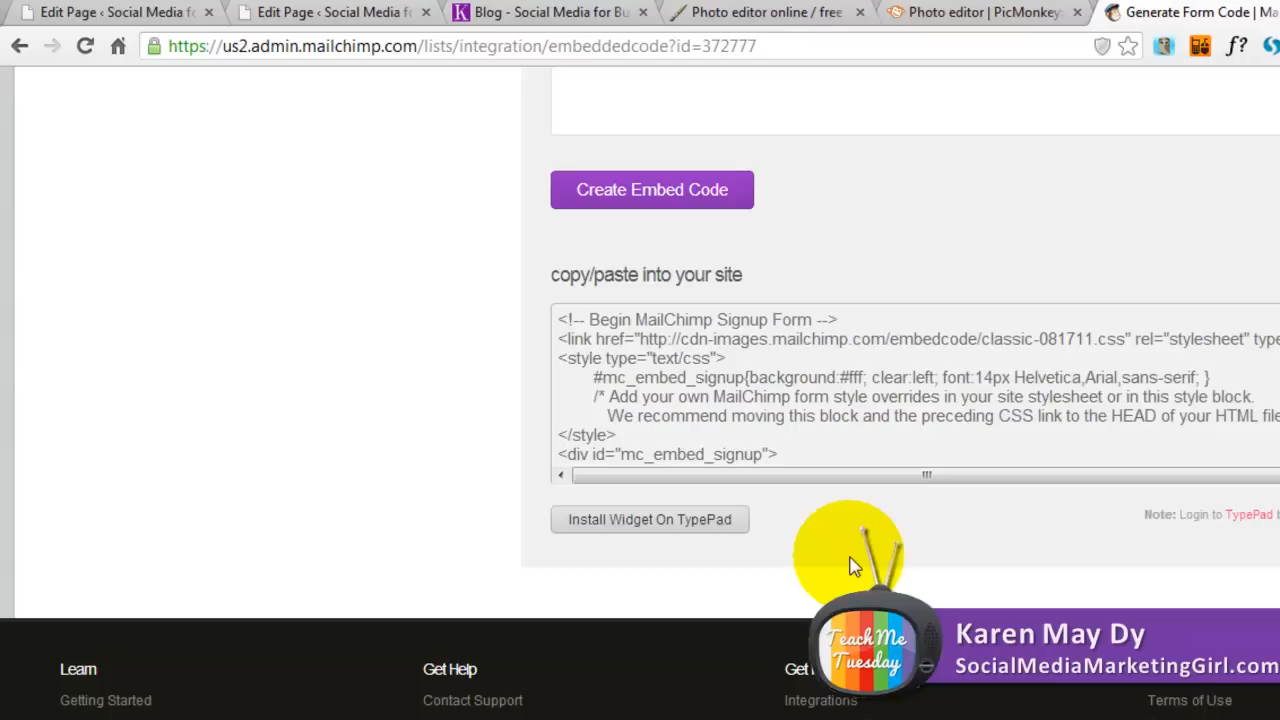 Edit Page ‹ Social Media fo
Edit Page ‹ Social Media fo
Blog - Social Media for Bu
Photo editor online / free
Photo editor | PicMonkey
Generate Form Code | Ma
https://us2.admin.mailchimp.com/lists/integration/embeddedcode?id=372777
f?
Create Embed Code
copy/paste into your site
<!-- Begin MailChimp Signup Form -->
<link href="http://cdn-images.mailchimp.com/embedcode/classic-081711.css" rel="stylesheet" type
<style type="text/css">
#mc_embed_signup{background:#fff; clear:left; font:14px Helvetica,Arial,sans-serif; }
/* Add your own MailChimp form style overrides in your site stylesheet or in this style block.
We recommend moving this block and the preceding CSS link to the HEAD of your HTML file
</style>
<div id="mc_embed_signup">
Install Widget On TypePad
Note: Login to TypePad b
Teach Me
Tuesday
Karen May Dy
SocialMediaMarketingGirl.com
Learn
Get Help
Get
Getting Started
Contact Support
Integrations
Terms of Use